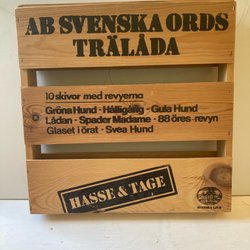 AB SVENSKA ORDS
TRÄLÅDA
10 skivor med revyerna
Gröna Hund · Hålligång · Gula Hund
Lådan · Spader Madame · 88 öres-revyn
Glaset i örat · Svea Hund
HASSE & TAGE